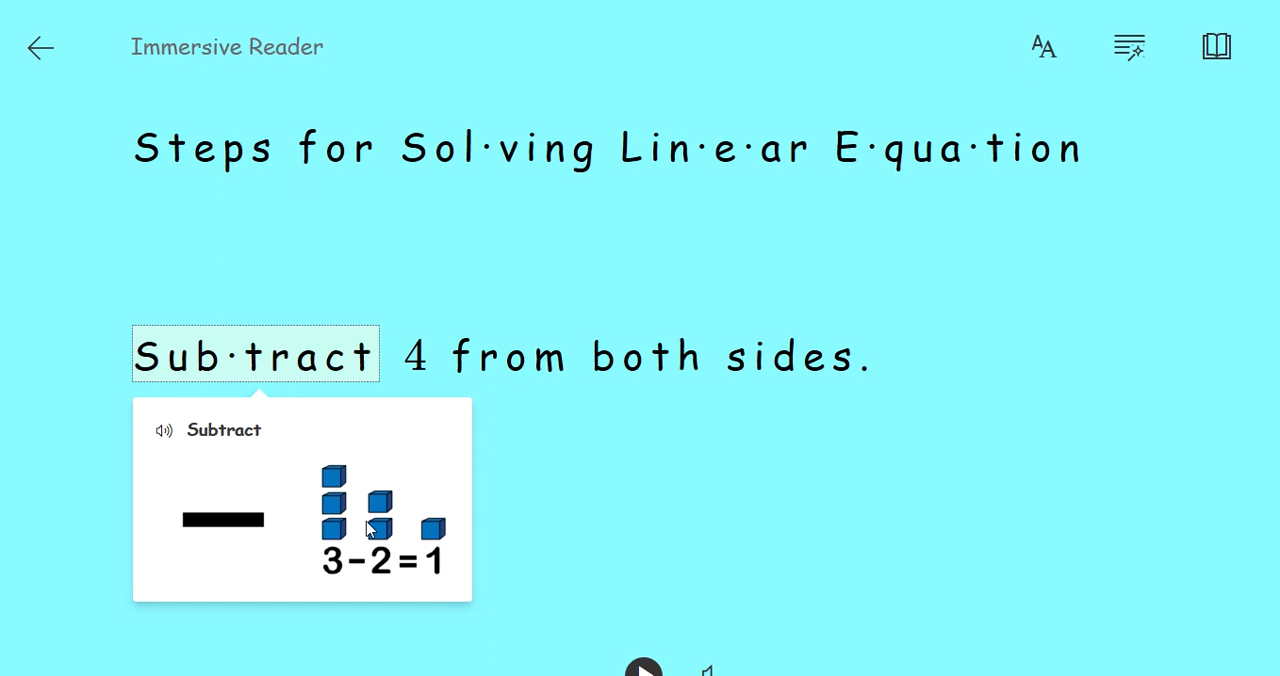 Immersive Reader
Steps for Sol·ving Lin·e·ar E·qua·tion
Sub·tract 4 from both sides.
Subtract
3-2=1